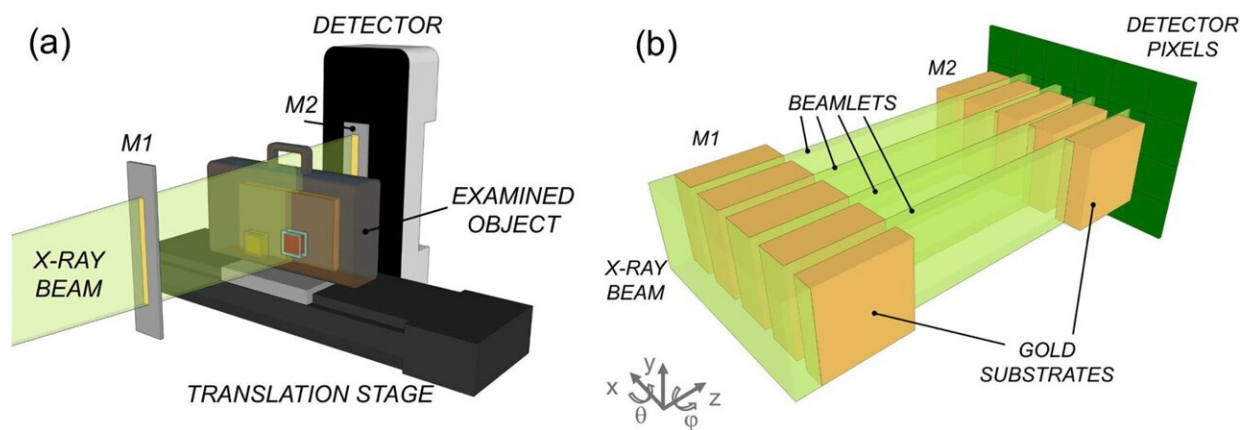 (a)
DETECTOR
M2
M1
EXAMINED
OBJECT
X-RAY
BEAM
TRANSLATION STAGE
(b)
DETECTOR
PIXELS
M2
BEAMLETS
M1
X-RAY
BEAM
GOLD
SUBSTRATES
y
x
z
θ
φ